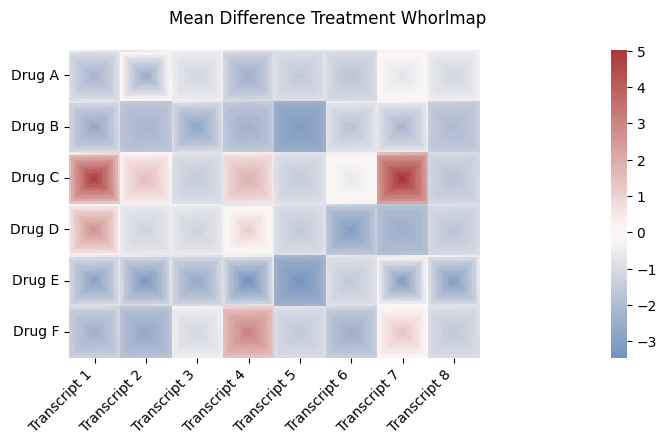 Mean Difference Treatment Whorlmap
Drug A
Drug B
Drug C
Drug D
Drug E
Drug F
Transcript 1
Transcript 2
Transcript 3
Transcript 4
Transcript 5
Transcript 6
Transcript 7
Transcript 8
5
4
3
2
1
0
−1
−2
−3